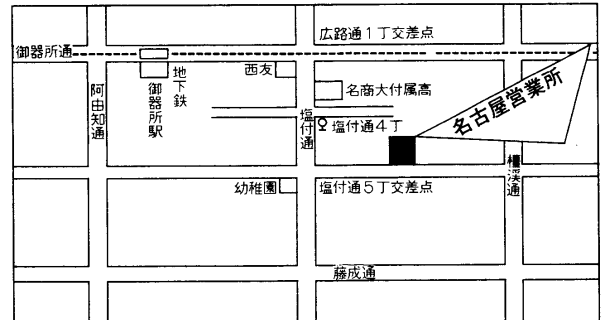 広路通1丁交差点
御器所通
地下鉄
御器所駅
西友
名商大付属高
阿由知通
塩付通
塩付通4丁
名古屋営業所
幼稚園
塩付通5丁交差点
檀渓通
藤成通